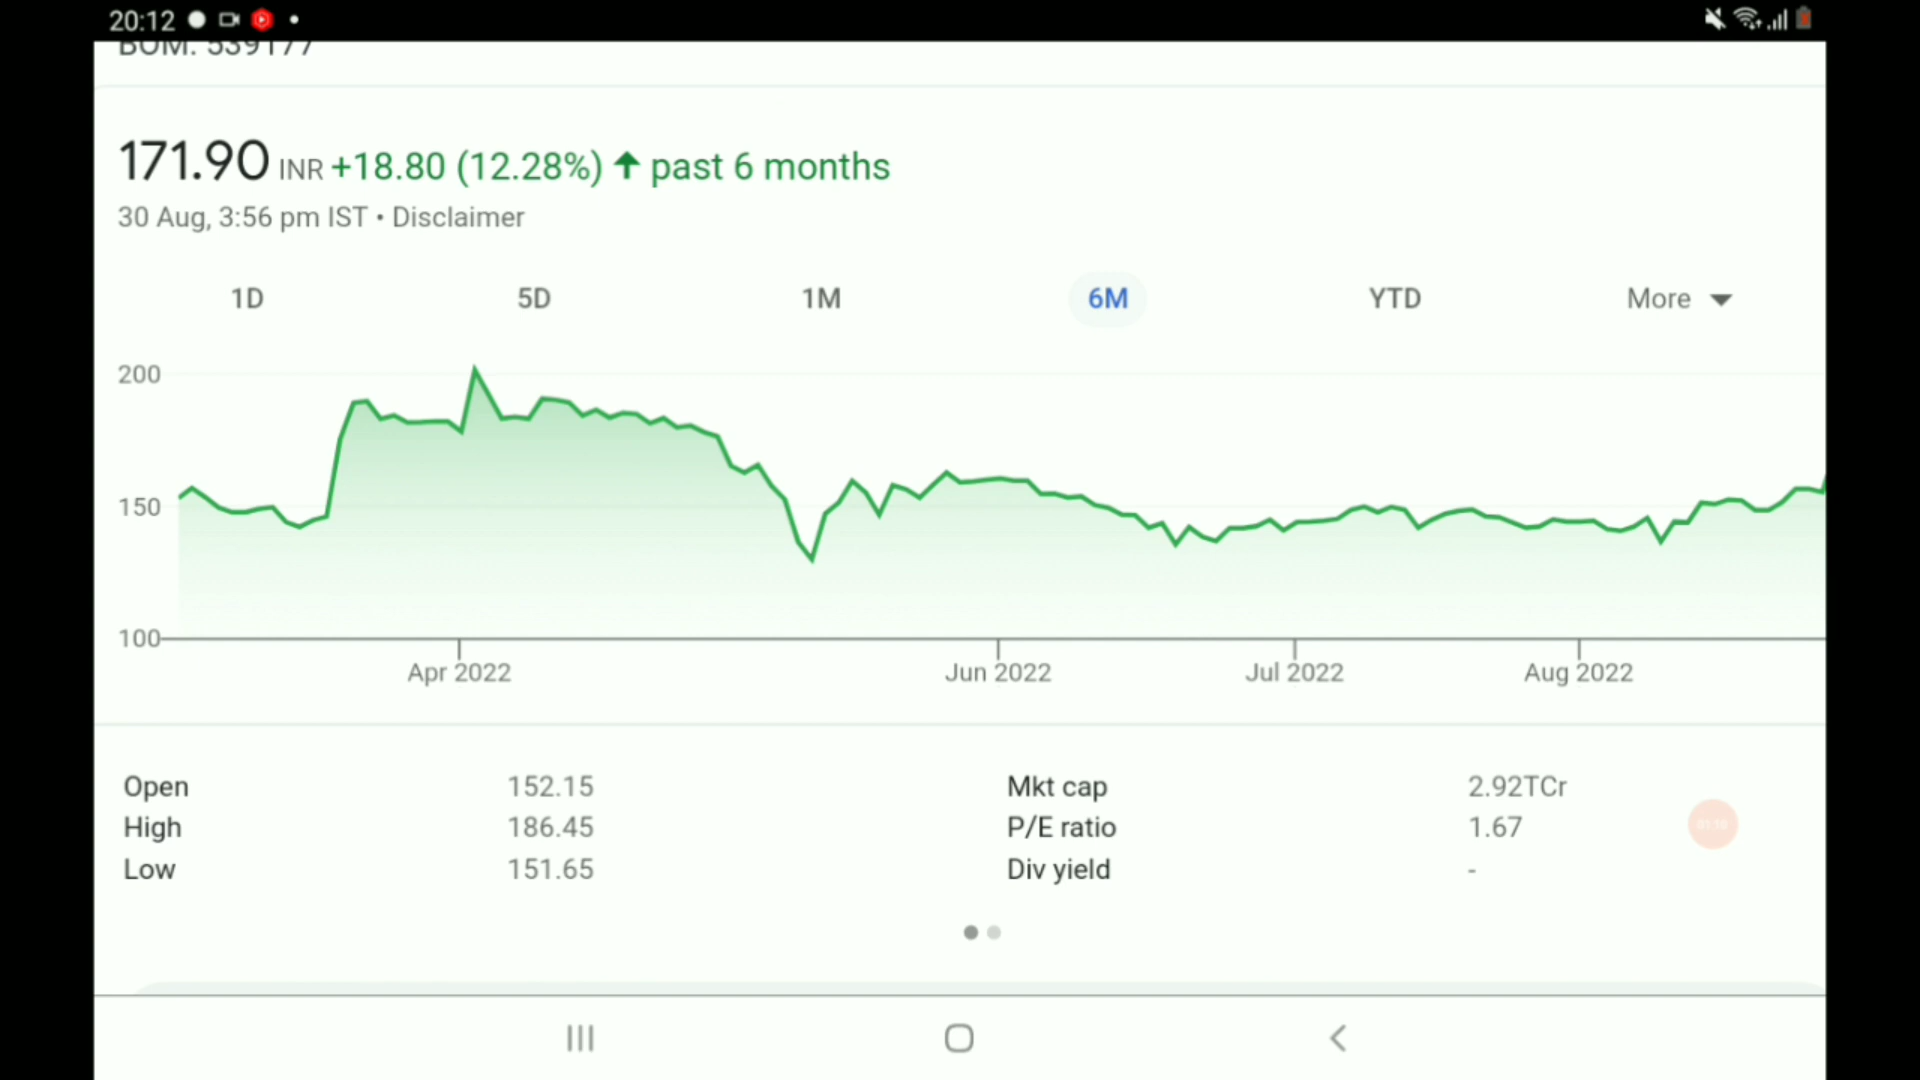 20:12
BOM: 539177
171.90 INR +18.80 (12.28%) ↑ past 6 months
30 Aug, 3:56 pm IST • Disclaimer
1D 5D 1M 6M YTD More
200
150
100
Apr 2022 Jun 2022 Jul 2022 Aug 2022
Open 152.15 Mkt cap 2.92TCr
High 186.45 P/E ratio 1.67
Low 151.65 Div yield -